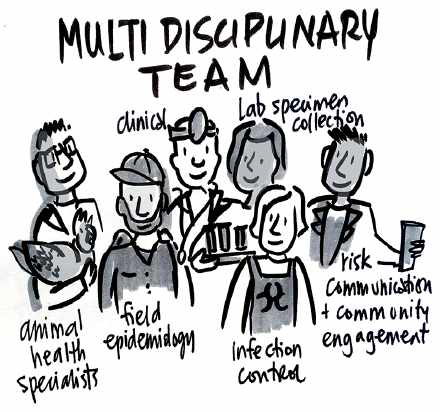 MULTI DISCIPLINARY
TEAM
clinical
Lab specimen
collection
animal
health
specialists
field
epidemiology
infection
control
risk
communication
+ community
engagement